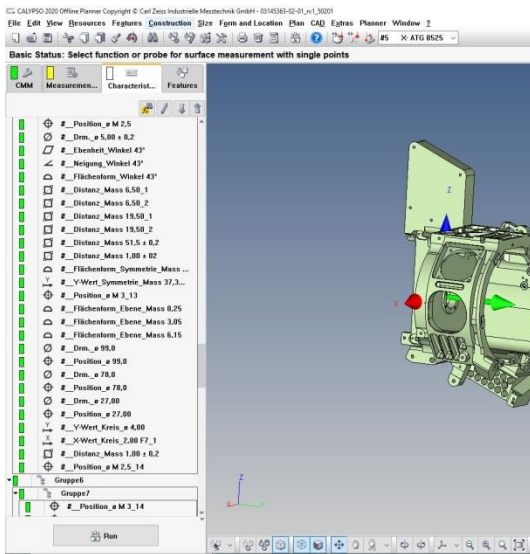 CALYPSO 2020 Offline Planner Copyright © Carl Zeiss Industrielle Messtechnik GmbH - 03145363-02-01_rv1_S0201
File Edit View Resources Features Construction Size Form and Location Plan CAD Extras Planner Window ?
#5 X- ATG 8525
Basic Status: Select function or probe for surface measurement with single points
CMM Measuremen... Characterist... Features
#__Position_ø M 2,5
#__Drm._ø 5,00 ± 0,2
#__Ebenheit_Winkel 43°
#__Neigung_Winkel 43°
#__Flächenform_Winkel 43°
#__Distanz_Mass 6,50_1
#__Distanz_Mass 6,50_2
#__Distanz_Mass 19,50_1
#__Distanz_Mass 19,50_2
#__Distanz_Mass 51,5 ± 0,2
#__Distanz_Mass 1,00 ± 02
#__Flächenform_Symmetrie_Mass ...
Y #__Y-Wert_Symmetrie_Mass 37,3...
#__Position_ø M 3_13
#__Flächenform_Ebene_Mass 0,25
#__Flächenform_Ebene_Mass 3,05
#__Flächenform_Ebene_Mass 6,15
#__Drm._ø 99,0
#__Position_ø 99,0
#__Drm._ø 78,0
#__Position_ø 78,0
#__Drm._ø 27,00
#__Position_ø 27,00
Y #__Y-Wert_Kreis_ø 4,00
X #__X-Wert_Kreis_2,00 F7_1
#__Distanz_Mass 1,00 ± 0,2
#__Position_ø M 2,5_14
Gruppe6
Gruppe7
#__Position_ø M 3_14
Run
Z
X
Z
X
Y